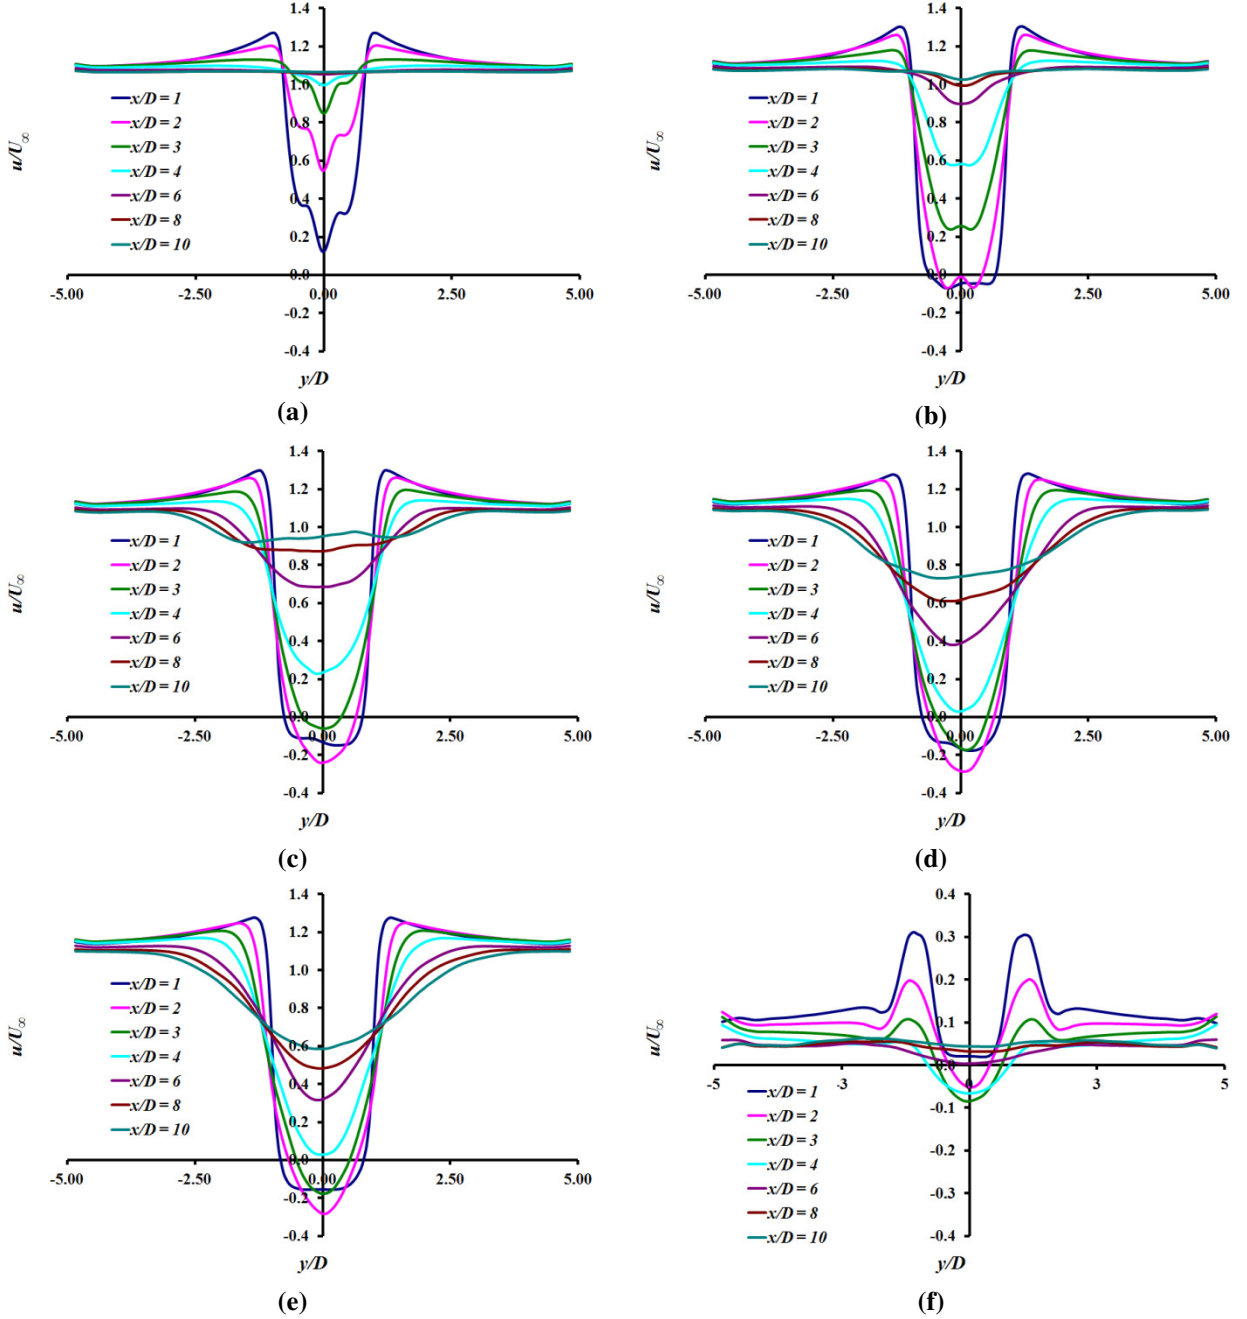 1.4
1.2
1.0
0.8
0.6
0.4
0.2
0.0
-0.2
-0.4
-5.00 -2.50 0.00 2.50 5.00
u/U∞
y/D
x/D = 1
x/D = 2
x/D = 3
x/D = 4
x/D = 6
x/D = 8
x/D = 10
(a)
1.4
1.2
1.0
0.8
0.6
0.4
0.2
0.0
-0.2
-0.4
-5.00 -2.50 0.00 2.50 5.00
u/U∞
y/D
x/D = 1
x/D = 2
x/D = 3
x/D = 4
x/D = 6
x/D = 8
x/D = 10
(b)
1.4
1.2
1.0
0.8
0.6
0.4
0.2
0.0
-0.2
-0.4
-5.00 -2.50 0.00 2.50 5.00
u/U∞
y/D
x/D = 1
x/D = 2
x/D = 3
x/D = 4
x/D = 6
x/D = 8
x/D = 10
(c)
1.4
1.2
1.0
0.8
0.6
0.4
0.2
0.0
-0.2
-0.4
-5.00 -2.50 0.00 2.50 5.00
u/U∞
y/D
x/D = 1
x/D = 2
x/D = 3
x/D = 4
x/D = 6
x/D = 8
x/D = 10
(d)
1.4
1.2
1.0
0.8
0.6
0.4
0.2
0.0
-0.2
-0.4
-5.00 -2.50 0.00 2.50 5.00
u/U∞
y/D
x/D = 1
x/D = 2
x/D = 3
x/D = 4
x/D = 6
x/D = 8
x/D = 10
(e)
0.4
0.3
0.2
0.1
0.0
-0.1
-0.2
-0.3
-0.4
-5 -3 3 5
u/U∞
y/D
x/D = 1
x/D = 2
x/D = 3
x/D = 4
x/D = 6
x/D = 8
x/D = 10
(f)